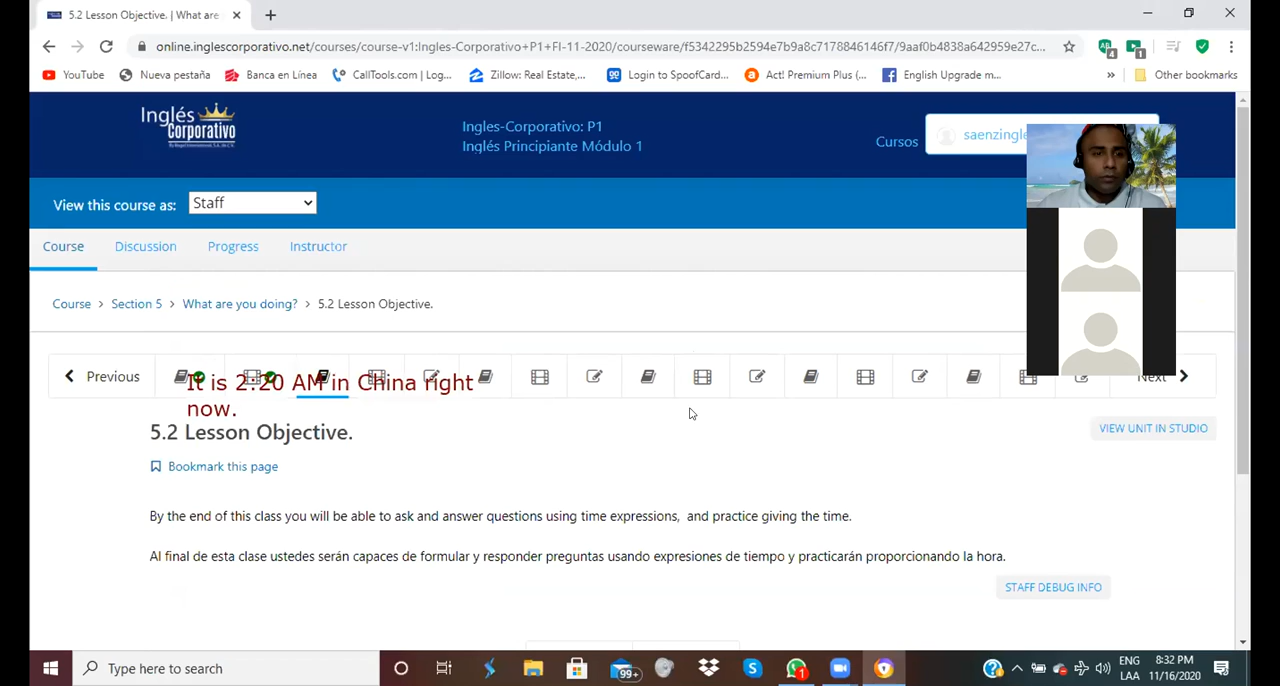 5.2 Lesson Objective. | What are
online.inglescorporativo.net/courses/course-v1:Ingles-Corporativo+P1+FI-11-2020/courseware/f5342295b2594e7b9a8c7178846146f7/9aaf0b4838a642959e27c...
4
1
YouTube
Nueva pestaña
Banca en Línea
CallTools.com | Log...
Zillow: Real Estate,...
Login to SpoofCard...
Act! Premium Plus (...
English Upgrade m...
»
Other bookmarks
Inglés
Corporativo
Ingles-Corporativo: P1
Inglés Principiante Módulo 1
Cursos
saenzingle
View this course as:
Staff
Course
Discussion
Progress
Instructor
Course > Section 5 > What are you doing? > 5.2 Lesson Objective.
Previous
Next
It is 2:20 AM in China right
now.
5.2 Lesson Objective.
VIEW UNIT IN STUDIO
Bookmark this page
By the end of this class you will be able to ask and answer questions using time expressions, and practice giving the time.
Al final de esta clase ustedes serán capaces de formular y responder preguntas usando expresiones de tiempo y practicarán proporcionando la hora.
STAFF DEBUG INFO
Type here to search
99+
1
ENG
LAA
8:32 PM
11/16/2020